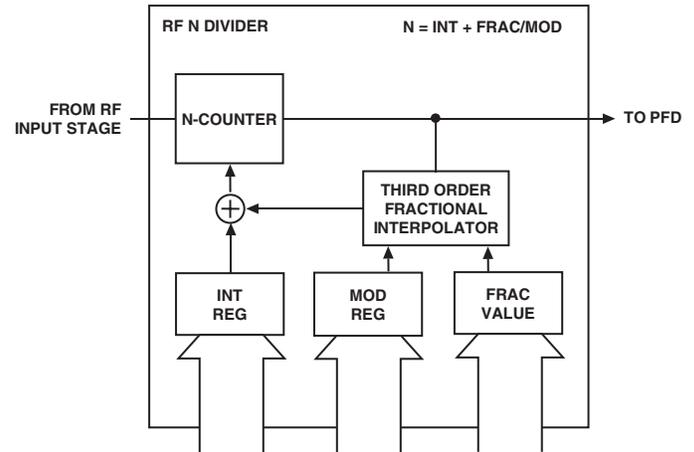 RF N DIVIDER
N = INT + FRAC/MOD
FROM RF
INPUT STAGE
N-COUNTER
TO PFD
THIRD ORDER
FRACTIONAL
INTERPOLATOR
INT
REG
MOD
REG
FRAC
VALUE